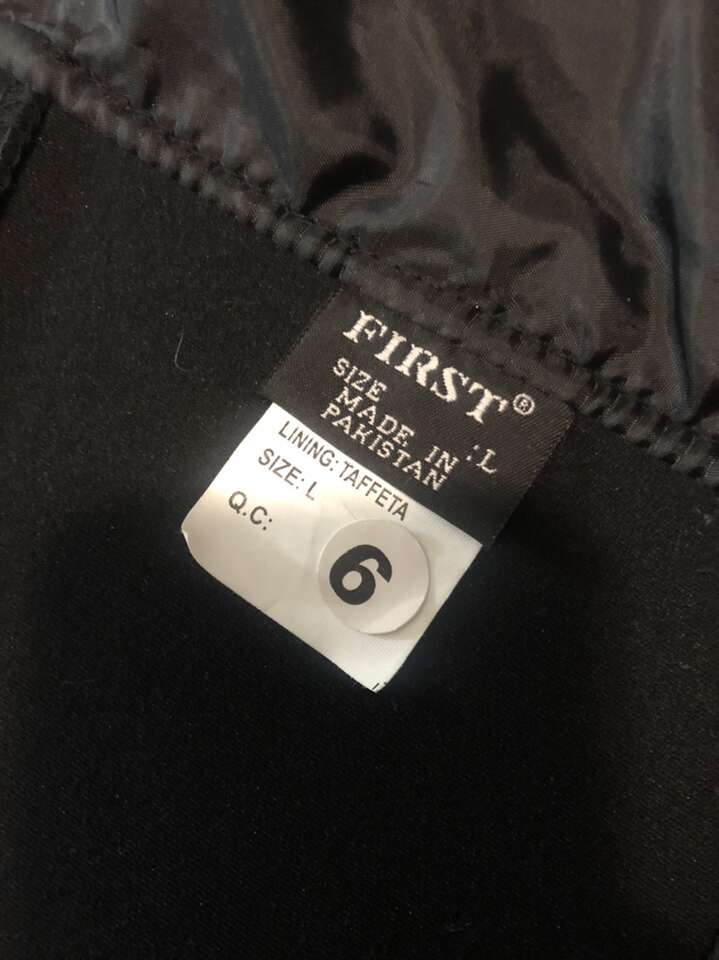 FIRST®
SIZE :L
MADE IN
PAKISTAN
LINING: TAFFETA
SIZE: L
Q.C:
6